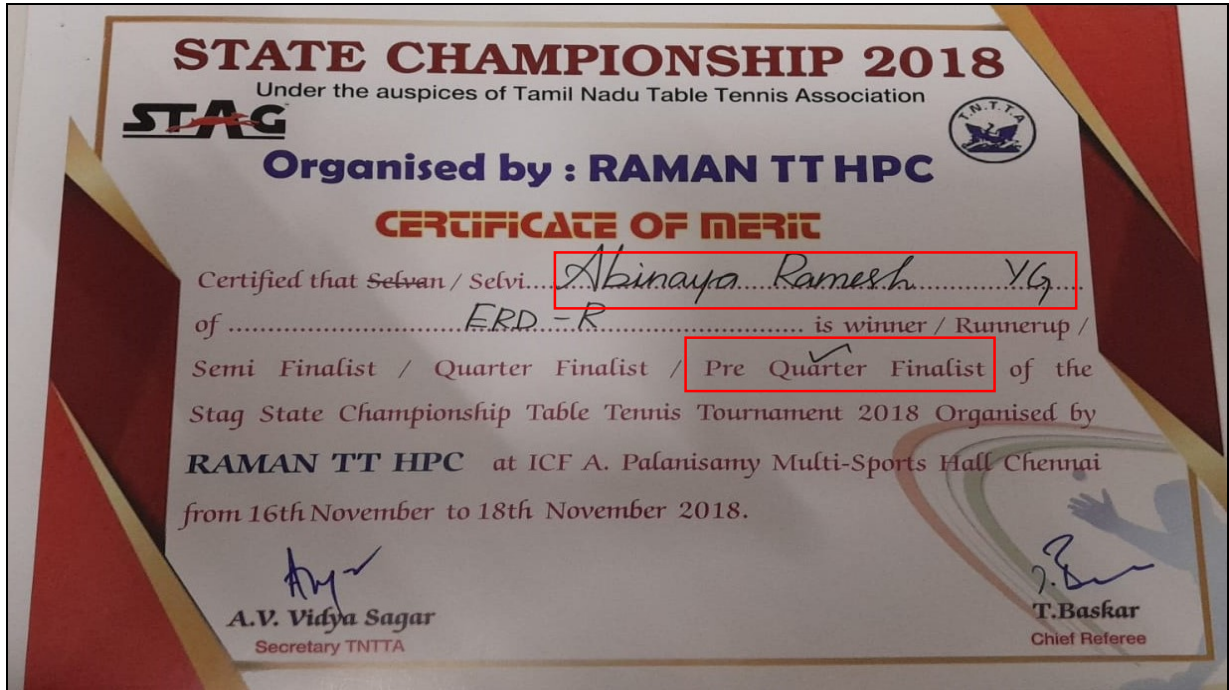 STATE CHAMPIONSHIP 2018
Under the auspices of Tamil Nadu Table Tennis Association
STAG
T.N.T.T.A
Organised by : RAMAN TT HPC
CERTIFICATE OF MERIT
Certified that Selvan / Selvi....Abinaya Ramesh YG....
of ........................ERD - R........................ is winner / Runnerup /
Semi Finalist / Quarter Finalist / Pre Quarter Finalist of the
Stag State Championship Table Tennis Tournament 2018 Organised by
RAMAN TT HPC at ICF A. Palanisamy Multi-Sports Hall Chennai
from 16th November to 18th November 2018.
A.V. Vidya Sagar
Secretary TNTTA
T.Baskar
Chief Referee